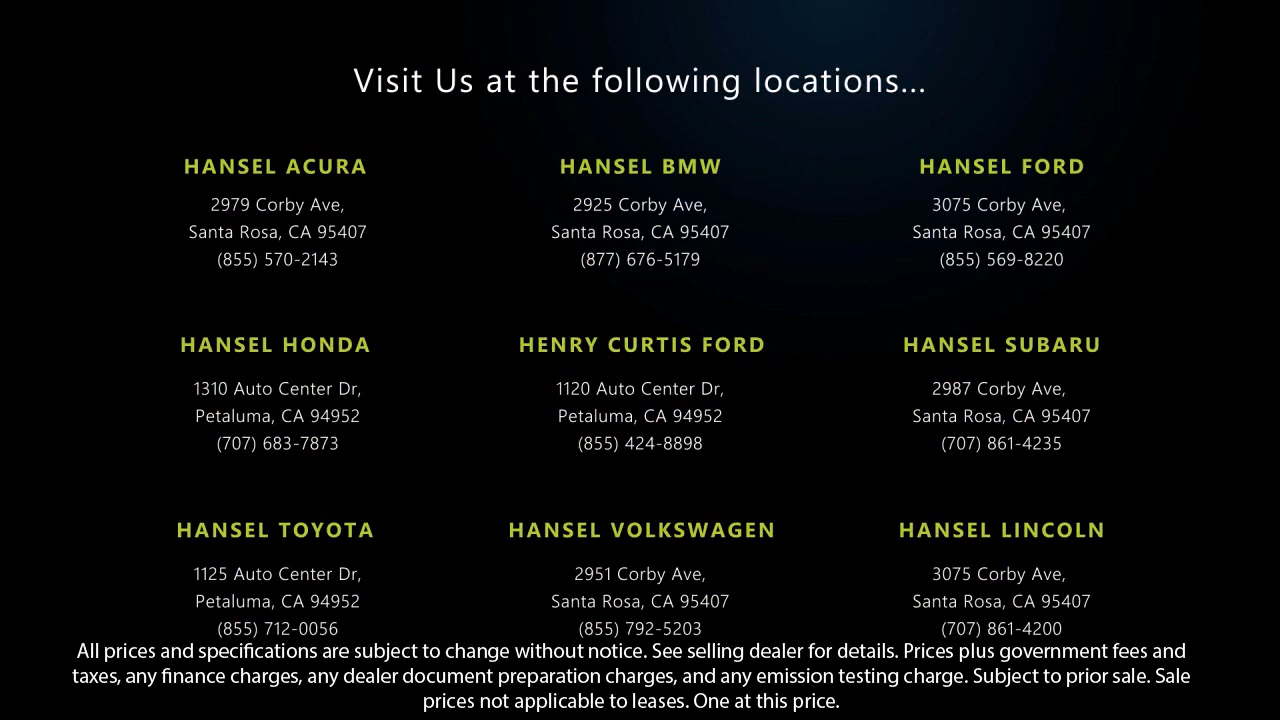 Visit Us at the following locations...
HANSEL ACURA
2979 Corby Ave,
Santa Rosa, CA 95407
(855) 570-2143
HANSEL BMW
2925 Corby Ave,
Santa Rosa, CA 95407
(877) 676-5179
HANSEL FORD
3075 Corby Ave,
Santa Rosa, CA 95407
(855) 569-8220
HANSEL HONDA
1310 Auto Center Dr,
Petaluma, CA 94952
(707) 683-7873
HENRY CURTIS FORD
1120 Auto Center Dr,
Petaluma, CA 94952
(855) 424-8898
HANSEL SUBARU
2987 Corby Ave,
Santa Rosa, CA 95407
(707) 861-4235
HANSEL TOYOTA
1125 Auto Center Dr,
Petaluma, CA 94952
(855) 712-0056
HANSEL VOLKSWAGEN
2951 Corby Ave,
Santa Rosa, CA 95407
(855) 792-5203
HANSEL LINCOLN
3075 Corby Ave,
Santa Rosa, CA 95407
(707) 861-4200
All prices and specifications are subject to change without notice. See selling dealer for details. Prices plus government fees and
taxes, any finance charges, any dealer document preparation charges, and any emission testing charge. Subject to prior sale. Sale
prices not applicable to leases. One at this price.